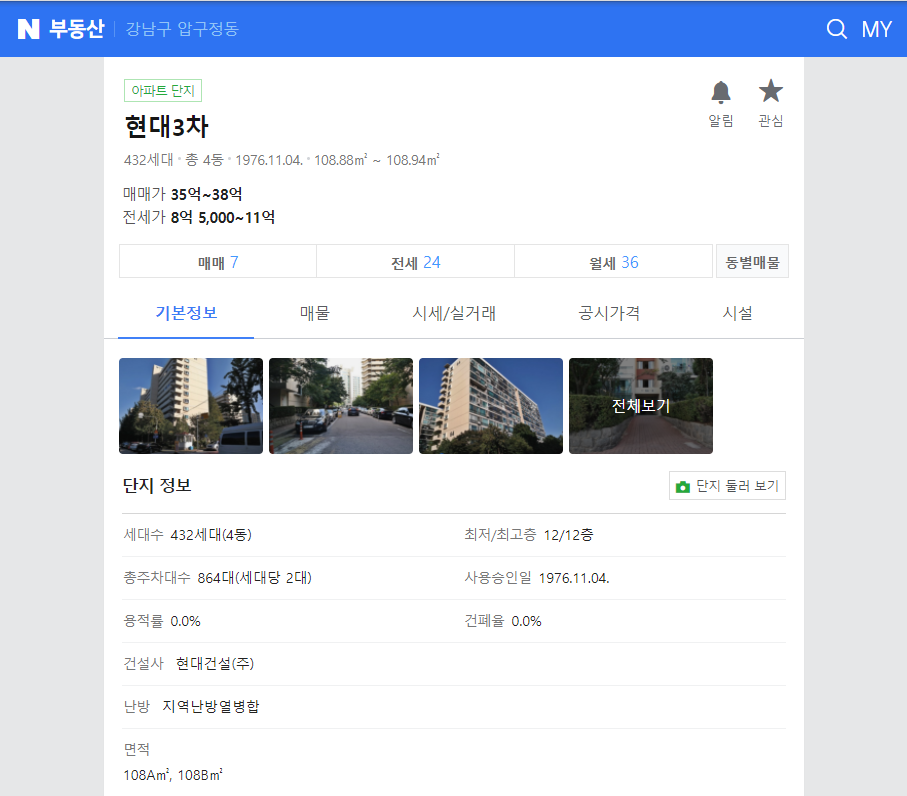 N 부동산 강남구 압구정동 MY
아파트 단지
현대3차
알림 관심
432세대 · 총 4동 · 1976.11.04. · 108.88㎡ ~ 108.94㎡
매매가 35억~38억
전세가 8억 5,000~11억
매매 7 전세 24 월세 36 동별매물
기본정보 매물 시세/실거래 공시가격 시설
전체보기
단지 정보 단지 둘러 보기
세대수 432세대(4동) 최저/최고층 12/12층
총주차대수 864대(세대당 2대) 사용승인일 1976.11.04.
용적률 0.0% 건폐율 0.0%
건설사 현대건설(주)
난방 지역난방열병합
면적
108A㎡, 108B㎡